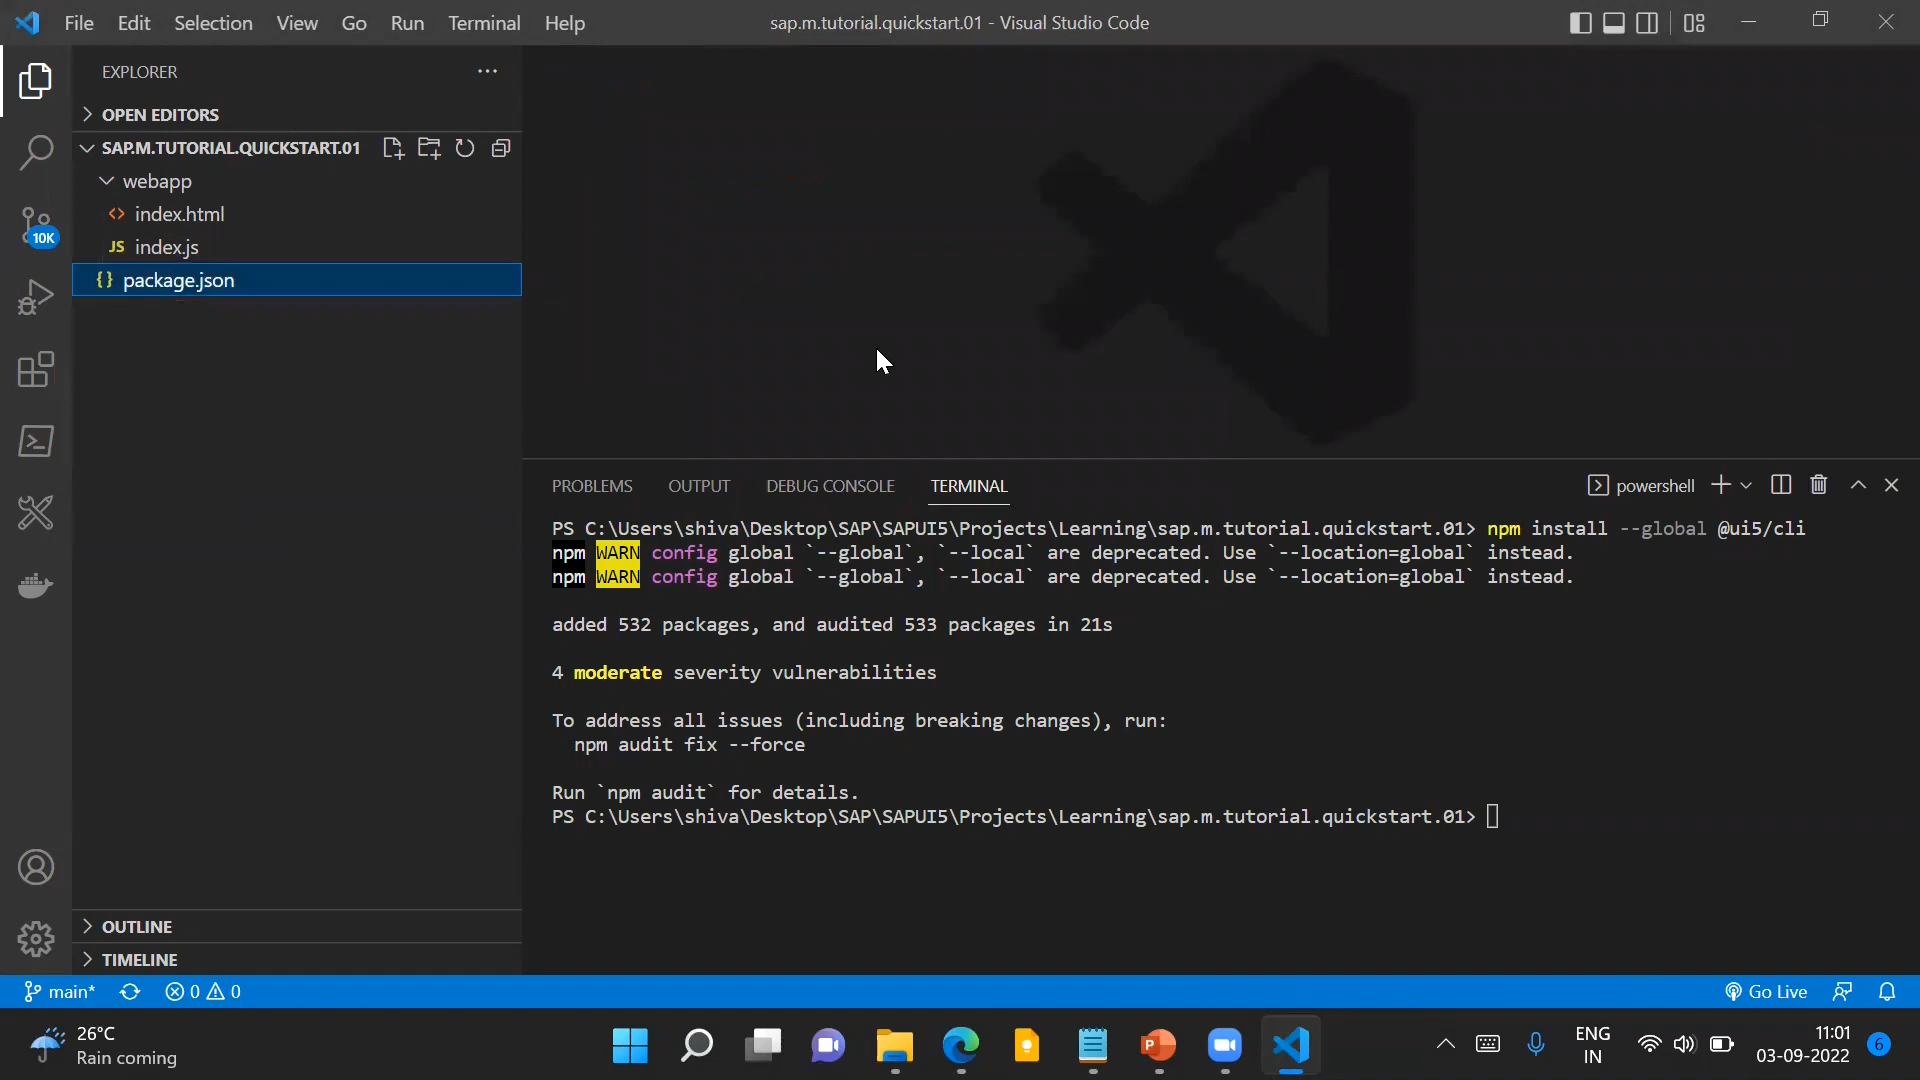 File Edit Selection View Go Run Terminal Help
sap.m.tutorial.quickstart.01 - Visual Studio Code
EXPLORER
OPEN EDITORS
SAP.M.TUTORIAL.QUICKSTART.01
webapp
<> index.html
JS index.js
{} package.json
10K
OUTLINE
TIMELINE
PROBLEMS OUTPUT DEBUG CONSOLE TERMINAL
powershell
PS C:\Users\shiva\Desktop\SAP\SAPUI5\Projects\Learning\sap.m.tutorial.quickstart.01> npm install --global @ui5/cli
npm WARN config global `--global`, `--local` are deprecated. Use `--location=global` instead.
npm WARN config global `--global`, `--local` are deprecated. Use `--location=global` instead.
added 532 packages, and audited 533 packages in 21s
4 moderate severity vulnerabilities
To address all issues (including breaking changes), run:
npm audit fix --force
Run `npm audit` for details.
PS C:\Users\shiva\Desktop\SAP\SAPUI5\Projects\Learning\sap.m.tutorial.quickstart.01>
main* 0 0
Go Live
26°C
Rain coming
P
ENG
IN
11:01
03-09-2022
6